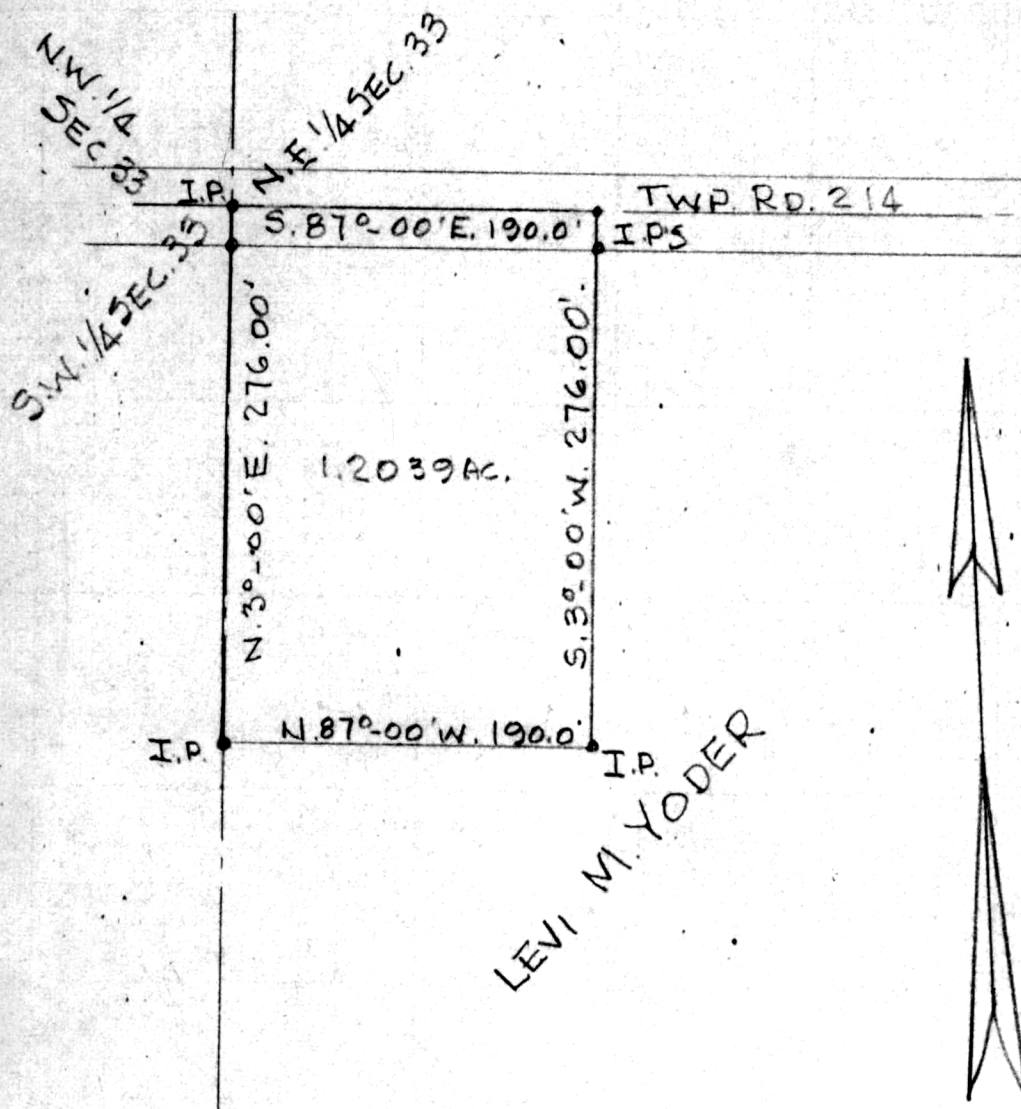 N.W. 1/4
SEC. 33
N.E. 1/4 SEC. 33
I.P.
TWP. RD. 214
S. 87°-00' E. 190.0'
I.P.S
S.W. 1/4 SEC. 33
N. 3°-00' E. 276.00'
S. 3°-00' W. 276.00'.
1.2039 AC.
N. 87°-00' W. 190.0'
I.P.
I.P.
LEVI M. YODER